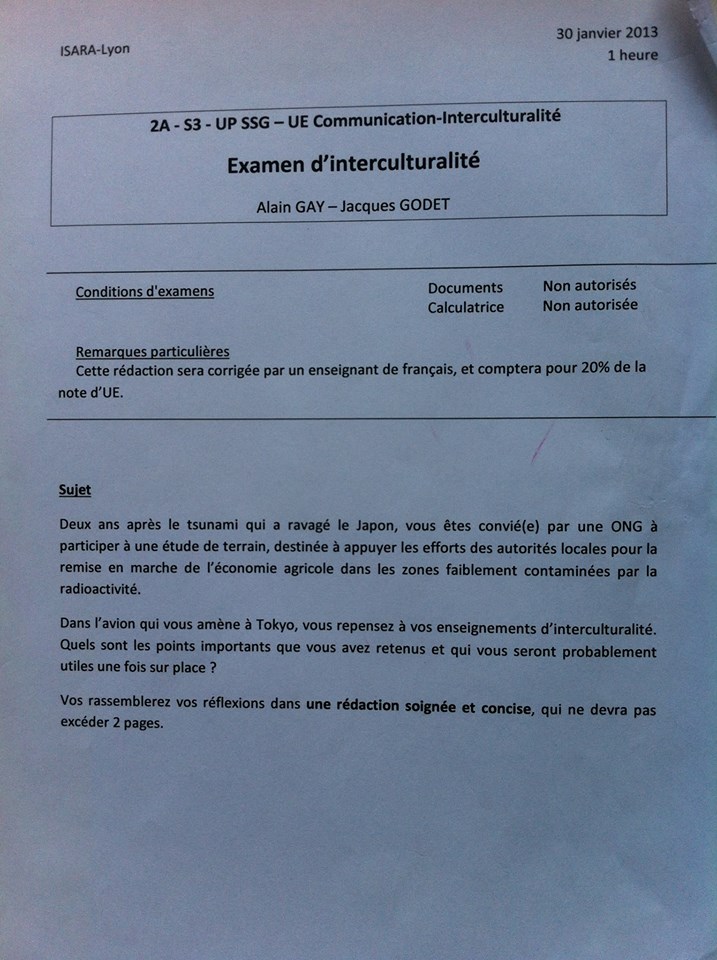 ISARA-Lyon
30 janvier 2013
1 heure
2A - S3 - UP SSG – UE Communication-Interculturalité
Examen d'interculturalité
Alain GAY – Jacques GODET
Conditions d'examens Documents Non autorisés
Calculatrice Non autorisée
Remarques particulières
Cette rédaction sera corrigée par un enseignant de français, et comptera pour 20% de la
note d'UE.
Sujet
Deux ans après le tsunami qui a ravagé le Japon, vous êtes convié(e) par une ONG à
participer à une étude de terrain, destinée à appuyer les efforts des autorités locales pour la
remise en marche de l'économie agricole dans les zones faiblement contaminées par la
radioactivité.
Dans l'avion qui vous amène à Tokyo, vous repensez à vos enseignements d'interculturalité.
Quels sont les points importants que vous avez retenus et qui vous seront probablement
utiles une fois sur place ?
Vos rassemblerez vos réflexions dans une rédaction soignée et concise, qui ne devra pas
excéder 2 pages.